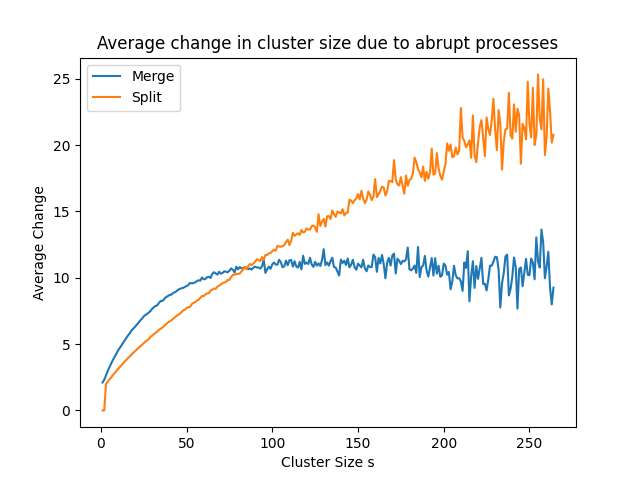 Average change in cluster size due to abrupt processes
Merge
Split
Average Change
25
20
15
10
5
0
0 50 100 150 200 250
Cluster Size s